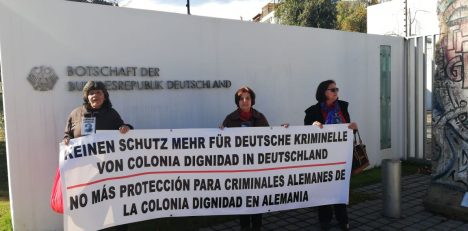 BOTSCHAFT DER
BUNDESREPUBLIK DEUTSCHLAND
KEINEN SCHUTZ MEHR FÜR DEUTSCHE KRIMINELLE
VON COLONIA DIGNIDAD IN DEUTSCHLAND
NO MÁS PROTECCIÓN PARA CRIMINALES ALEMANES DE
LA COLONIA DIGNIDAD EN ALEMANIA